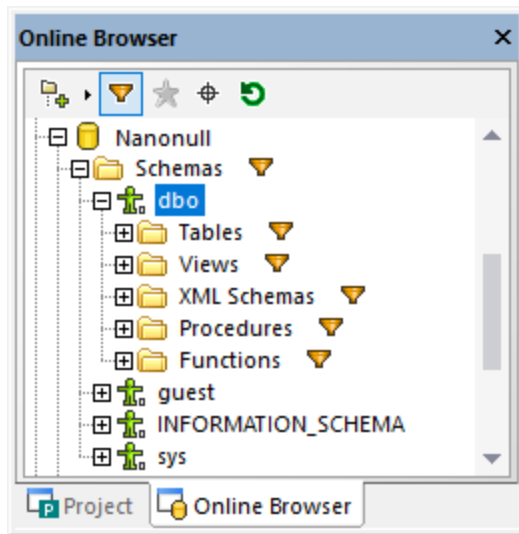 Online Browser
Nanonull
Schemas
dbo
Tables
Views
XML Schemas
Procedures
Functions
guest
INFORMATION_SCHEMA
sys
Project Online Browser